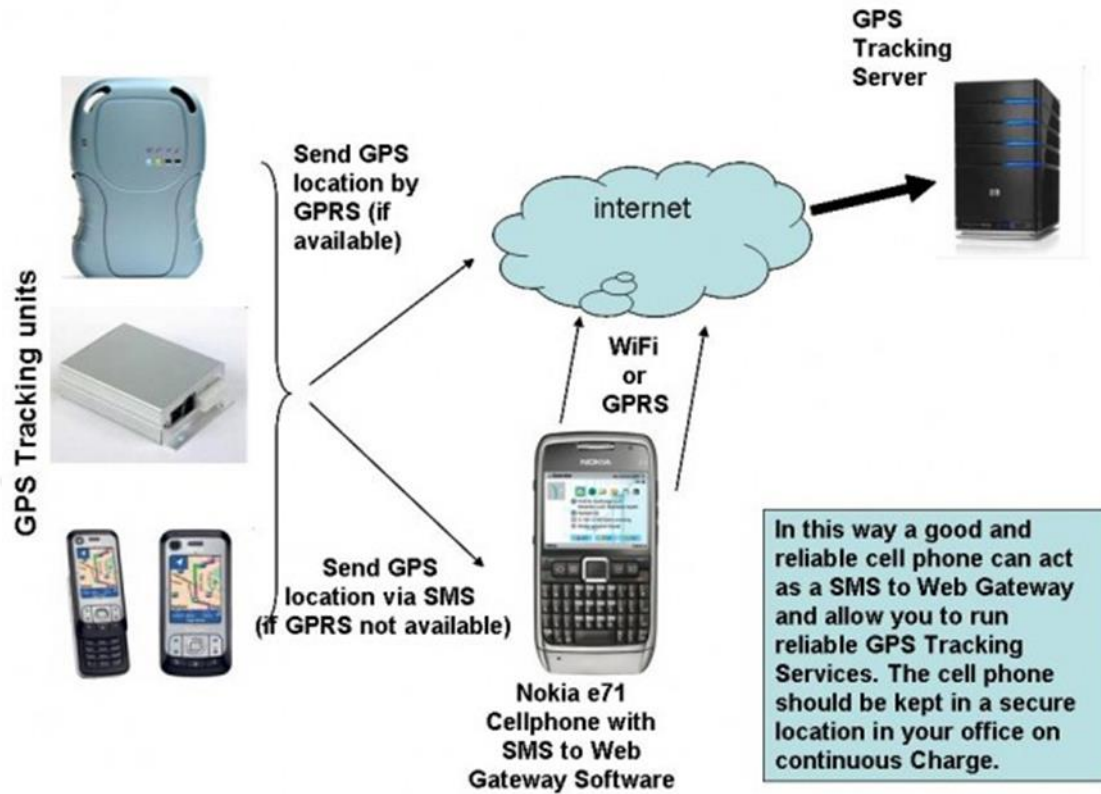 GPS
Tracking
Server
Send GPS
location by
GPRS (if
available)
internet
GPS Tracking units
WiFi
or
GPRS
NOKIA
Send GPS
location via SMS
(if GPRS not available)
Nokia e71
Cellphone with
SMS to Web
Gateway Software
In this way a good and
reliable cell phone can act
as a SMS to Web Gateway
and allow you to run
reliable GPS Tracking
Services. The cell phone
should be kept in a secure
location in your office on
continuous Charge.